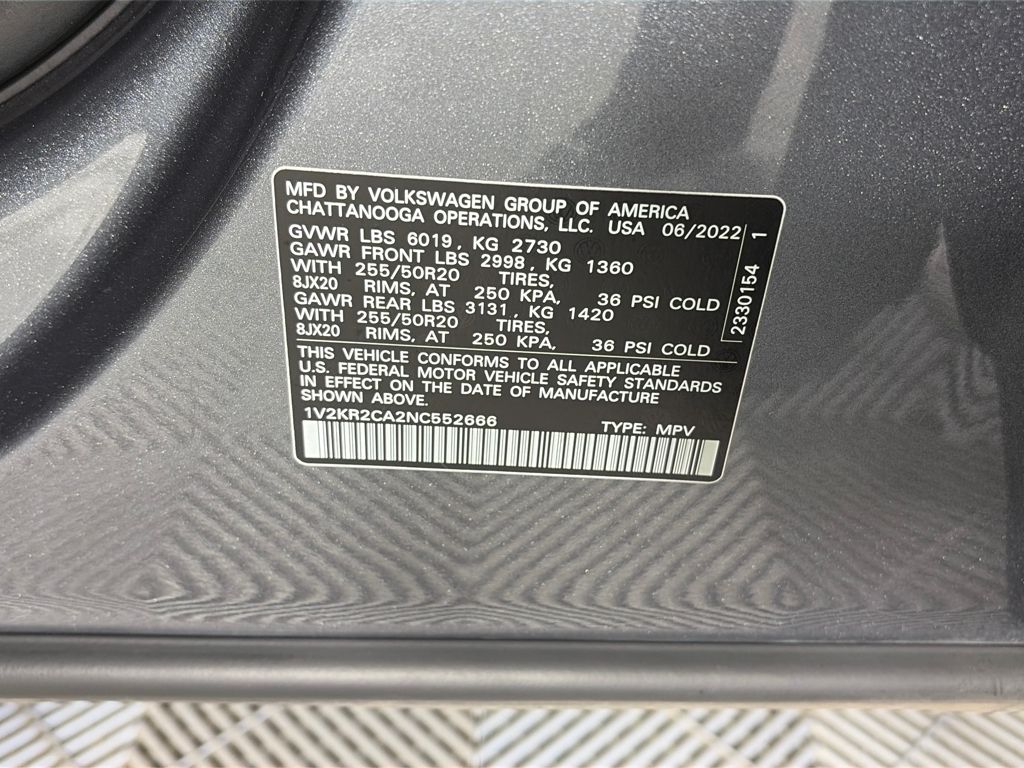 MFD BY VOLKSWAGEN GROUP OF AMERICA
CHATTANOOGA OPERATIONS, LLC. USA 06/2022
GVWR LBS 6019, KG 2730
GAWR FRONT LBS 2998, KG 1360
WITH 255/50R20 TIRES,
8JX20 RIMS, AT 250 KPA, 36 PSI COLD
GAWR REAR LBS 3131, KG 1420
WITH 255/50R20 TIRES,
8JX20 RIMS, AT 250 KPA, 36 PSI COLD
2330154 1
THIS VEHICLE CONFORMS TO ALL APPLICABLE
U.S. FEDERAL MOTOR VEHICLE SAFETY STANDARDS
IN EFFECT ON THE DATE OF MANUFACTURE
SHOWN ABOVE.
1V2KR2CA2NC552666 TYPE: MPV